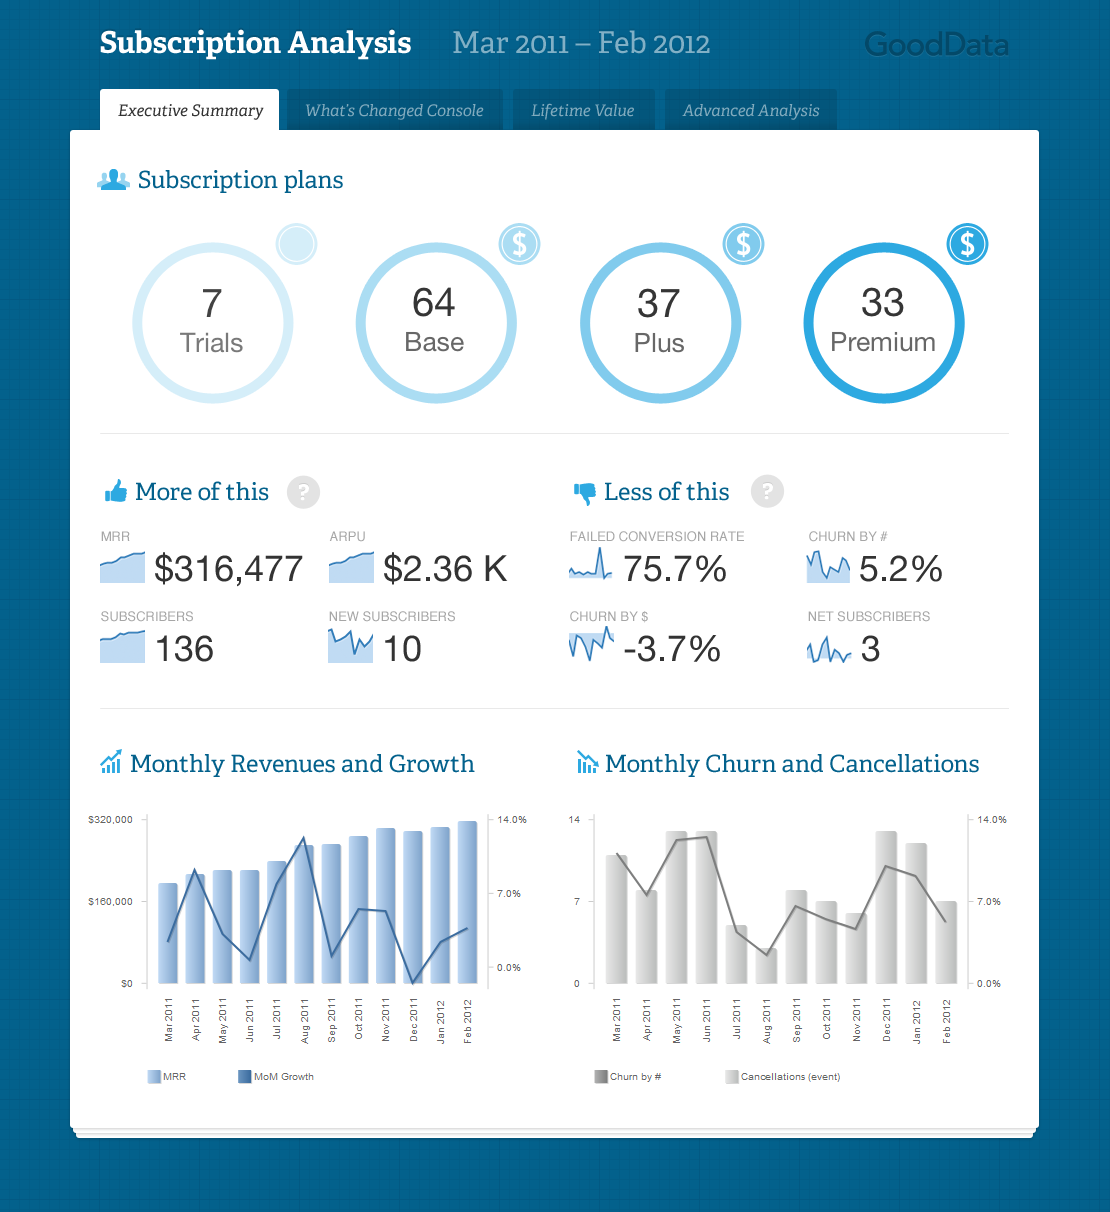 Subscription Analysis Mar 2011 – Feb 2012 GoodData
Executive Summary What's Changed Console Lifetime Value Advanced Analysis
Subscription plans
$ $ $
7 64 37 33
Trials Base Plus Premium
More of this ? Less of this ?
MRR ARPU FAILED CONVERSION RATE CHURN BY #
$316,477 $2.36 K 75.7% 5.2%
SUBSCRIBERS NEW SUBSCRIBERS CHURN BY $ NET SUBSCRIBERS
136 10 -3.7% 3
Monthly Revenues and Growth Monthly Churn and Cancellations
$320,000 14.0% 14 14.0%
$160,000 7.0% 7 7.0%
0.0%
$0 0 0.0%
Mar 2011 Apr 2011 May 2011 Jun 2011 Jul 2011 Aug 2011 Sep 2011 Oct 2011 Nov 2011 Dec 2011 Jan 2012 Feb 2012 Mar 2011 Apr 2011 May 2011 Jun 2011 Jul 2011 Aug 2011 Sep 2011 Oct 2011 Nov 2011 Dec 2011 Jan 2012 Feb 2012
MRR MoM Growth Churn by # Cancellations (event)